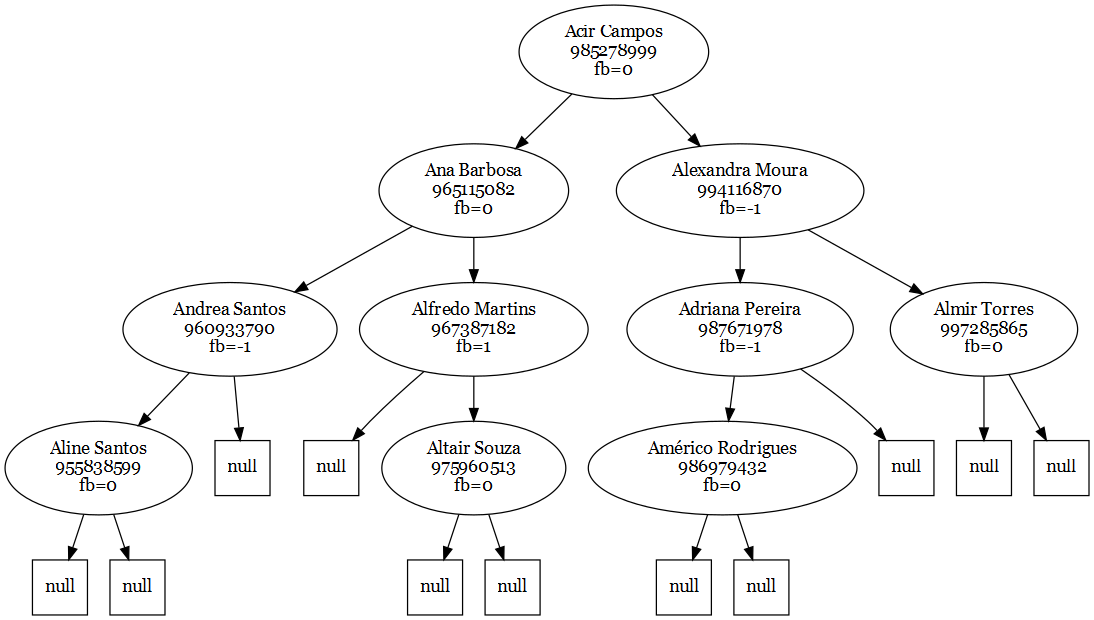 Acir Campos
985278999
fb=0
Ana Barbosa
965115082
fb=0
Alexandra Moura
994116870
fb=-1
Andrea Santos
960933790
fb=-1
Alfredo Martins
967387182
fb=1
Adriana Pereira
987671978
fb=-1
Almir Torres
997285865
fb=0
Aline Santos
955838599
fb=0
null
null
Altair Souza
975960513
fb=0
Américo Rodrigues
986979432
fb=0
null
null
null
null
null
null
null
null
null